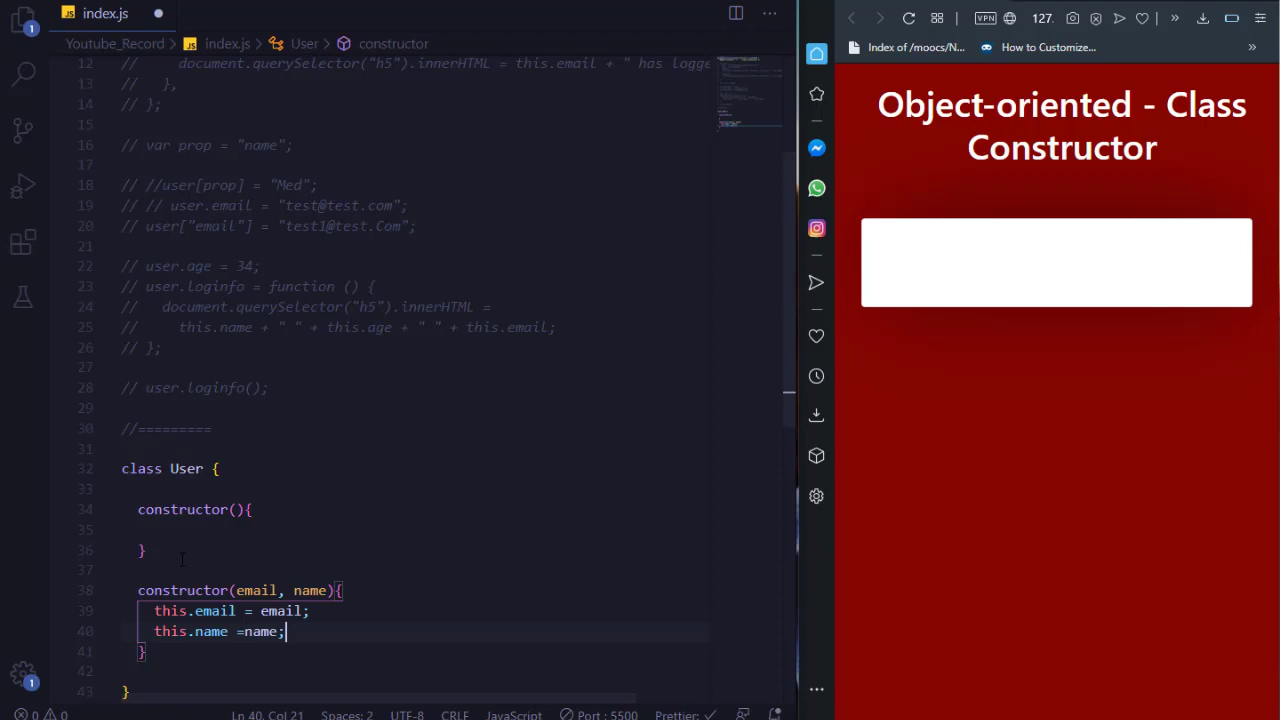 index.js
Youtube_Record > index.js > User > constructor
12 // document.querySelector("h5").innerHTML = this.email + " has logge
13 // },
14 // };
15
16 // var prop = "name";
17
18 // //user[prop] = "Med";
19 // // user.email = "test@test.com";
20 // user["email"] = "test1@test.Com";
21
22 // user.age = 34;
23 // user.loginfo = function () {
24 // document.querySelector("h5").innerHTML =
25 // this.name + " " + this.age + " " + this.email;
26 // };
27
28 // user.loginfo();
29
30 //=========
31
32 class User {
33
34 constructor(){
35
36 }
37
38 constructor(email, name){
39 this.email = email;
40 this.name =name;
41 }
42
43 }
1
1
0 0
Ln 40, Col 21 Spaces: 2 UTF-8 CRLF JavaScript Port : 5500 Prettier: ✓
VPN 127.
Index of /moocs/N... How to Customize...
Object-oriented - Class
Constructor